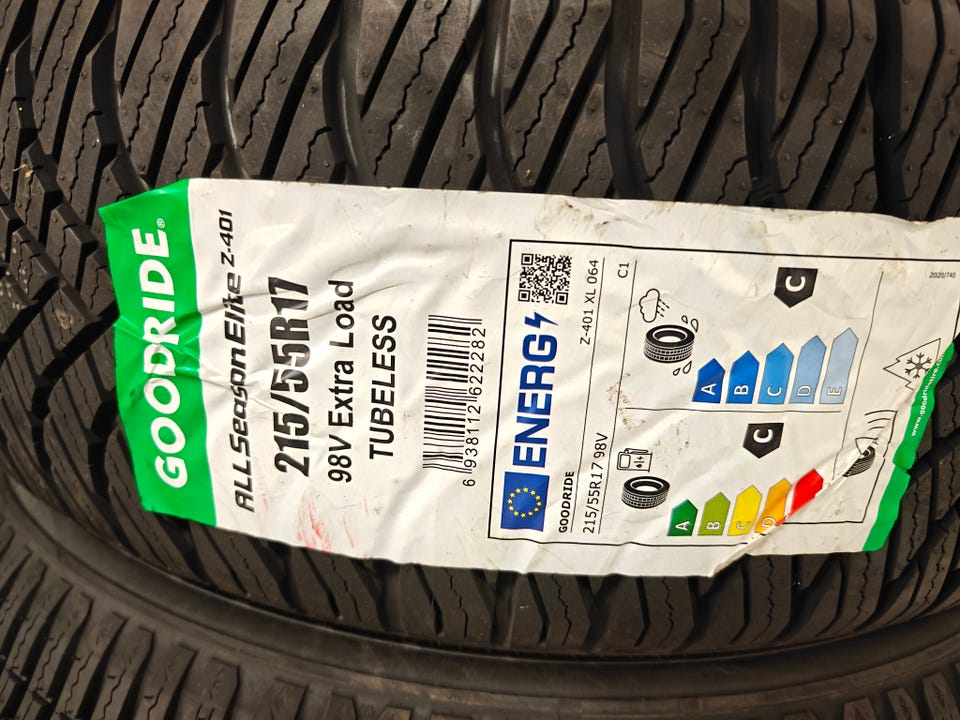 GOODRIDE®
ALL Season Elite Z-401
215/55R17
98V Extra Load
TUBELESS
6 938112 622282
ENERG
GOODRIDE
Z-401 XL 064
215/55R17 98V
C1
A
B
C
D
C
A
B
C
D
E
C
2020/740